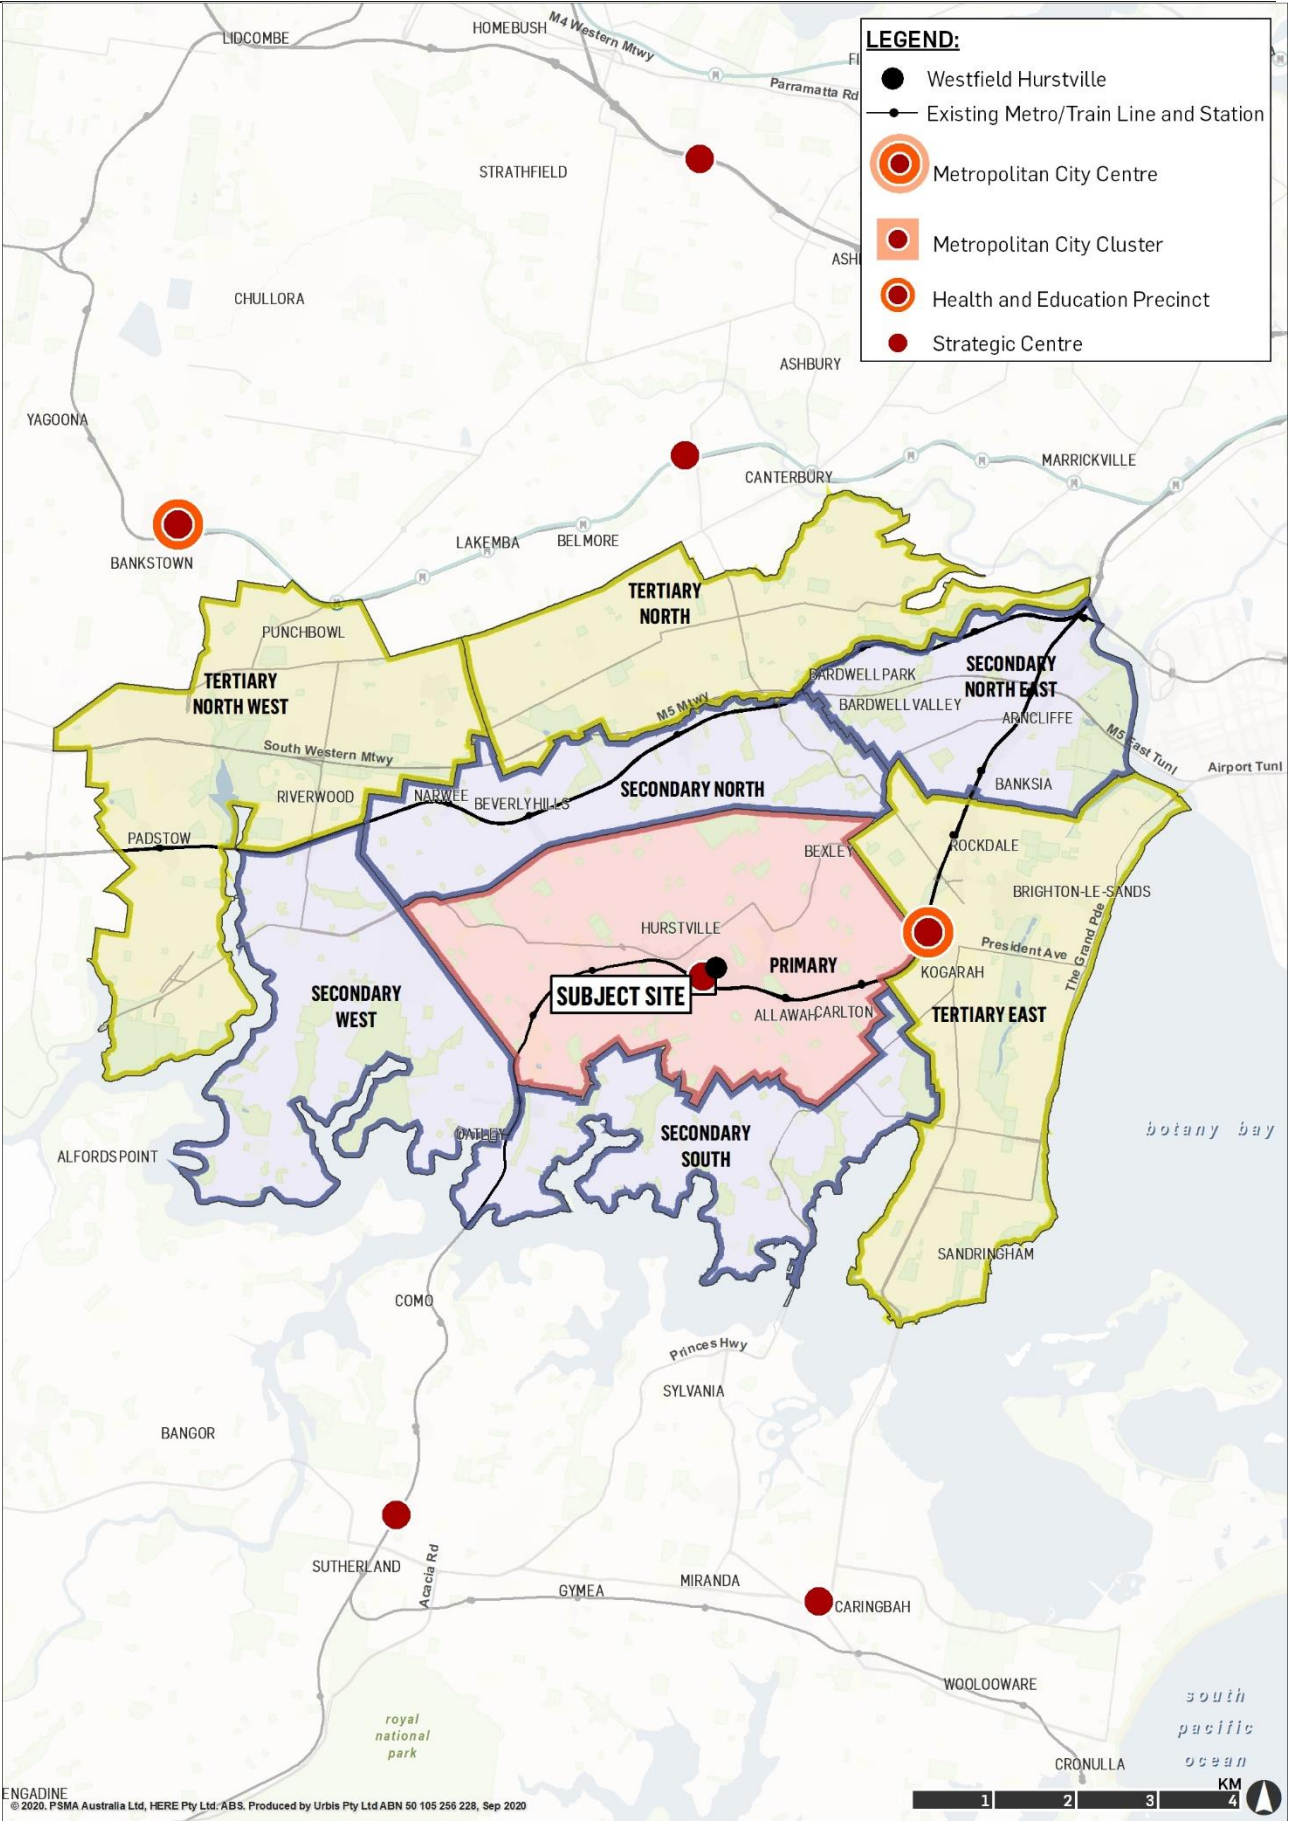 LIDCOMBE
HOMEBUSH
M4 Western Mtwy
Parramatta Rd
LEGEND:
Westfield Hurstville
Existing Metro/Train Line and Station
Metropolitan City Centre
Metropolitan City Cluster
Health and Education Precinct
Strategic Centre
STRATHFIELD
CHULLORA
ASHBURY
YAGOONA
CANTERBURY
MARRICKVILLE
LAKEMBA
BELMORE
BANKSTOWN
TERTIARY
NORTH
PUNCHBOWL
TERTIARY
NORTH WEST
SECONDARY
NORTH EAST
BARDWELL PARK
BARDWELL VALLEY
ARNCLIFFE
M5 Mtwy
M5 East Tunl
South Western Mtwy
Airport Tunl
SECONDARY NORTH
BANKSIA
RIVERWOOD
NARWEE
BEVERLY HILLS
PADSTOW
BEXLEY
ROCKDALE
BRIGHTON-LE-SANDS
HURSTVILLE
The Grand Pde
President Ave
PRIMARY
KOGARAH
SUBJECT SITE
SECONDARY
WEST
ALLAWAH
CARLTON
TERTIARY EAST
OATLEY
SECONDARY
SOUTH
botany bay
ALFORDS POINT
SANDRINGHAM
COMO
Princes Hwy
SYLVANIA
BANGOR
SUTHERLAND
Acacia Rd
GYMEA
MIRANDA
CARINGBAH
WOOLOOWARE
south
pacific
ocean
royal
national
park
CRONULLA
ENGADINE
KM
1 2 3 4
© 2020. PSMA Australia Ltd, HERE Pty Ltd. ABS. Produced by Urbis Pty Ltd ABN 50 105 256 228, Sep 2020